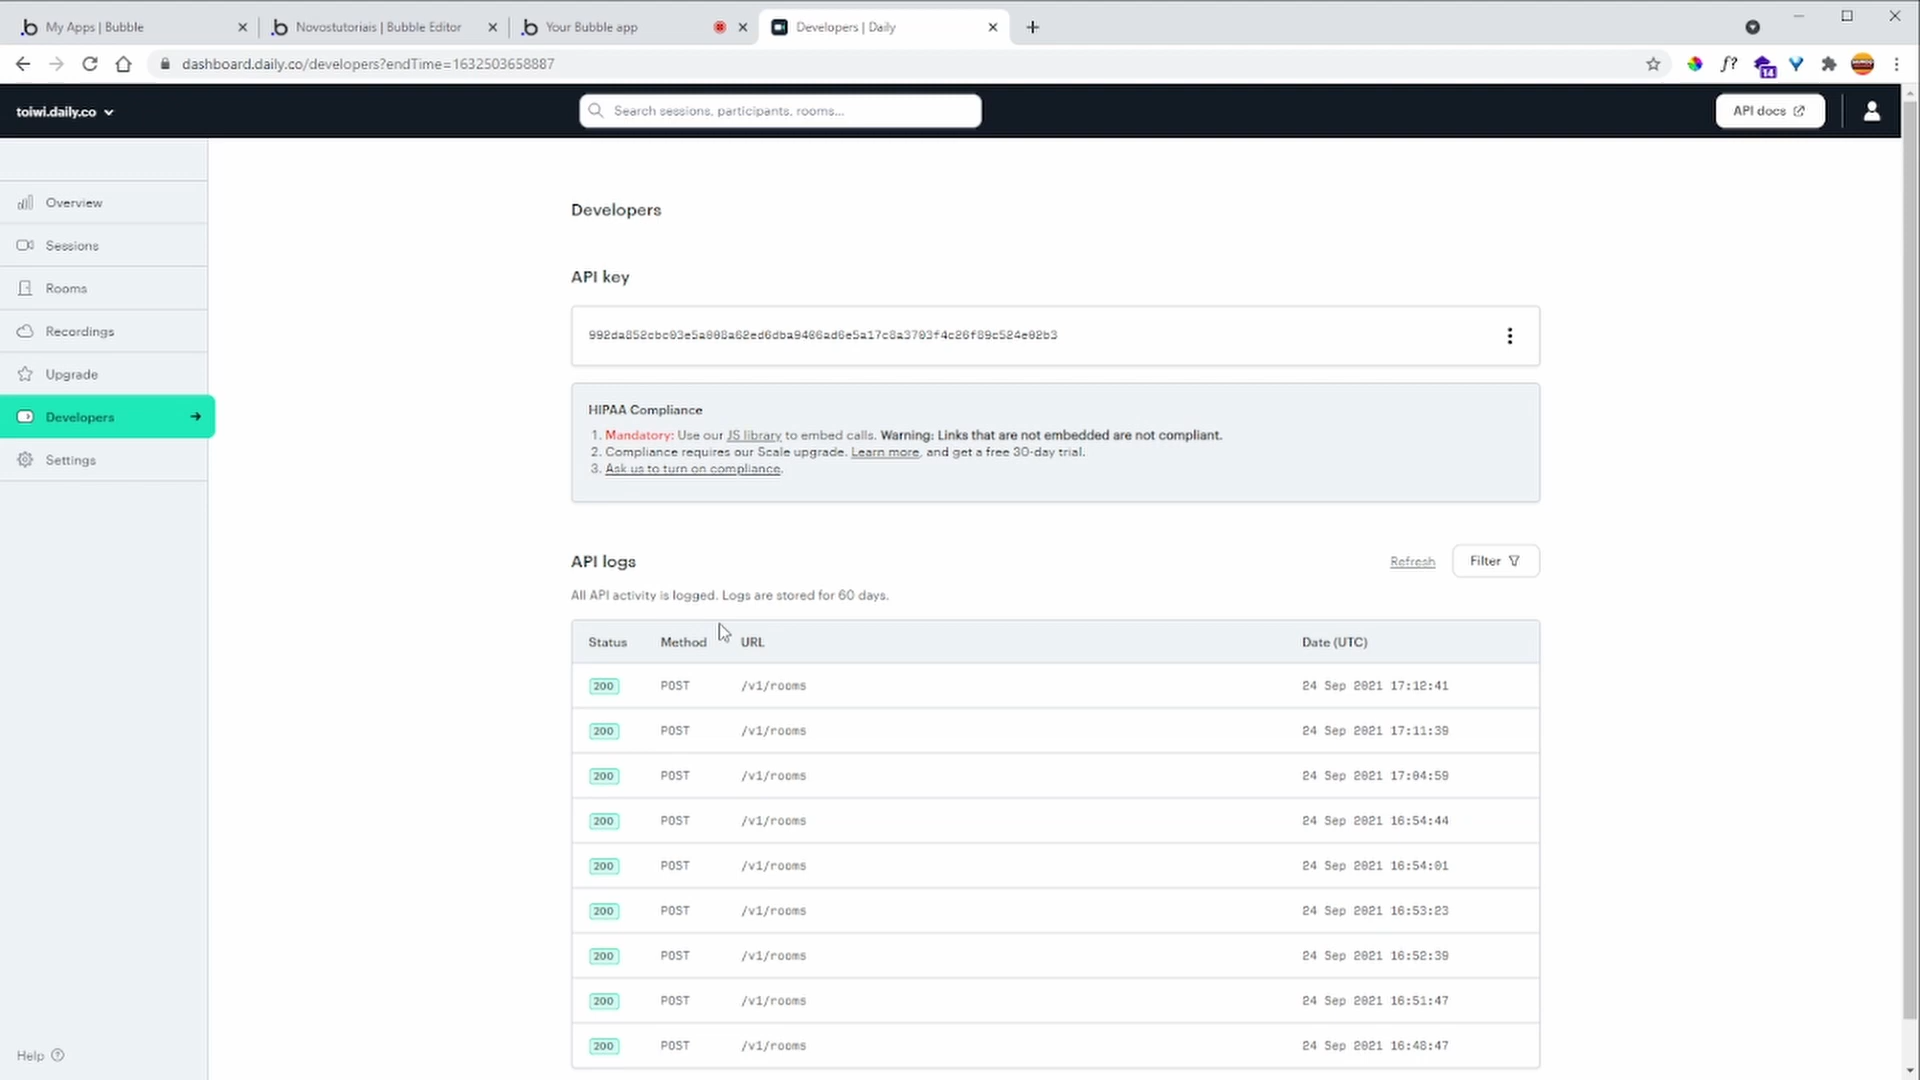 My Apps | Bubble
Novostutoriais | Bubble Editor
Your Bubble app
Developers | Daily
dashboard.daily.co/developers?endTime=1632503658887
f?
14
toiwi.daily.co
Search sessions, participants, rooms...
API docs
Overview
Sessions
Rooms
Recordings
Upgrade
Developers
Settings
Help
Developers
API key
HIPAA Compliance
1. Mandatory: Use our JS library to embed calls. Warning: Links that are not embedded are not compliant.
2. Compliance requires our Scale upgrade. Learn more, and get a free 30-day trial.
3. Ask us to turn on compliance.
API logs
Refresh
Filter
All API activity is logged. Logs are stored for 60 days.
Status Method URL Date (UTC)
200 POST /v1/rooms 24 Sep 2021 17:12:41
200 POST /v1/rooms 24 Sep 2021 17:11:39
200 POST /v1/rooms 24 Sep 2021 17:04:59
200 POST /v1/rooms 24 Sep 2021 16:54:44
200 POST /v1/rooms 24 Sep 2021 16:54:01
200 POST /v1/rooms 24 Sep 2021 16:53:23
200 POST /v1/rooms 24 Sep 2021 16:52:39
200 POST /v1/rooms 24 Sep 2021 16:51:47
200 POST /v1/rooms 24 Sep 2021 16:48:47